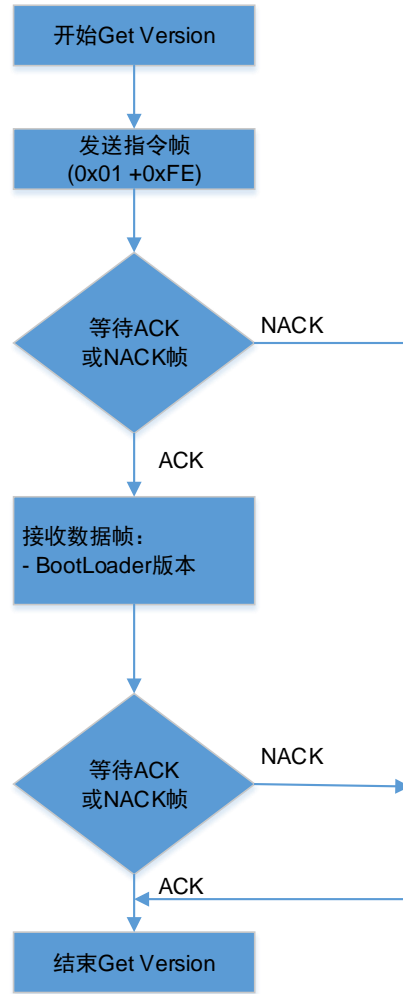 开始Get Version
发送指令帧
(0x01 +0xFE)
等待ACK
或NACK帧
NACK
ACK
接收数据帧：
- BootLoader版本
等待ACK
或NACK帧
NACK
ACK
结束Get Version